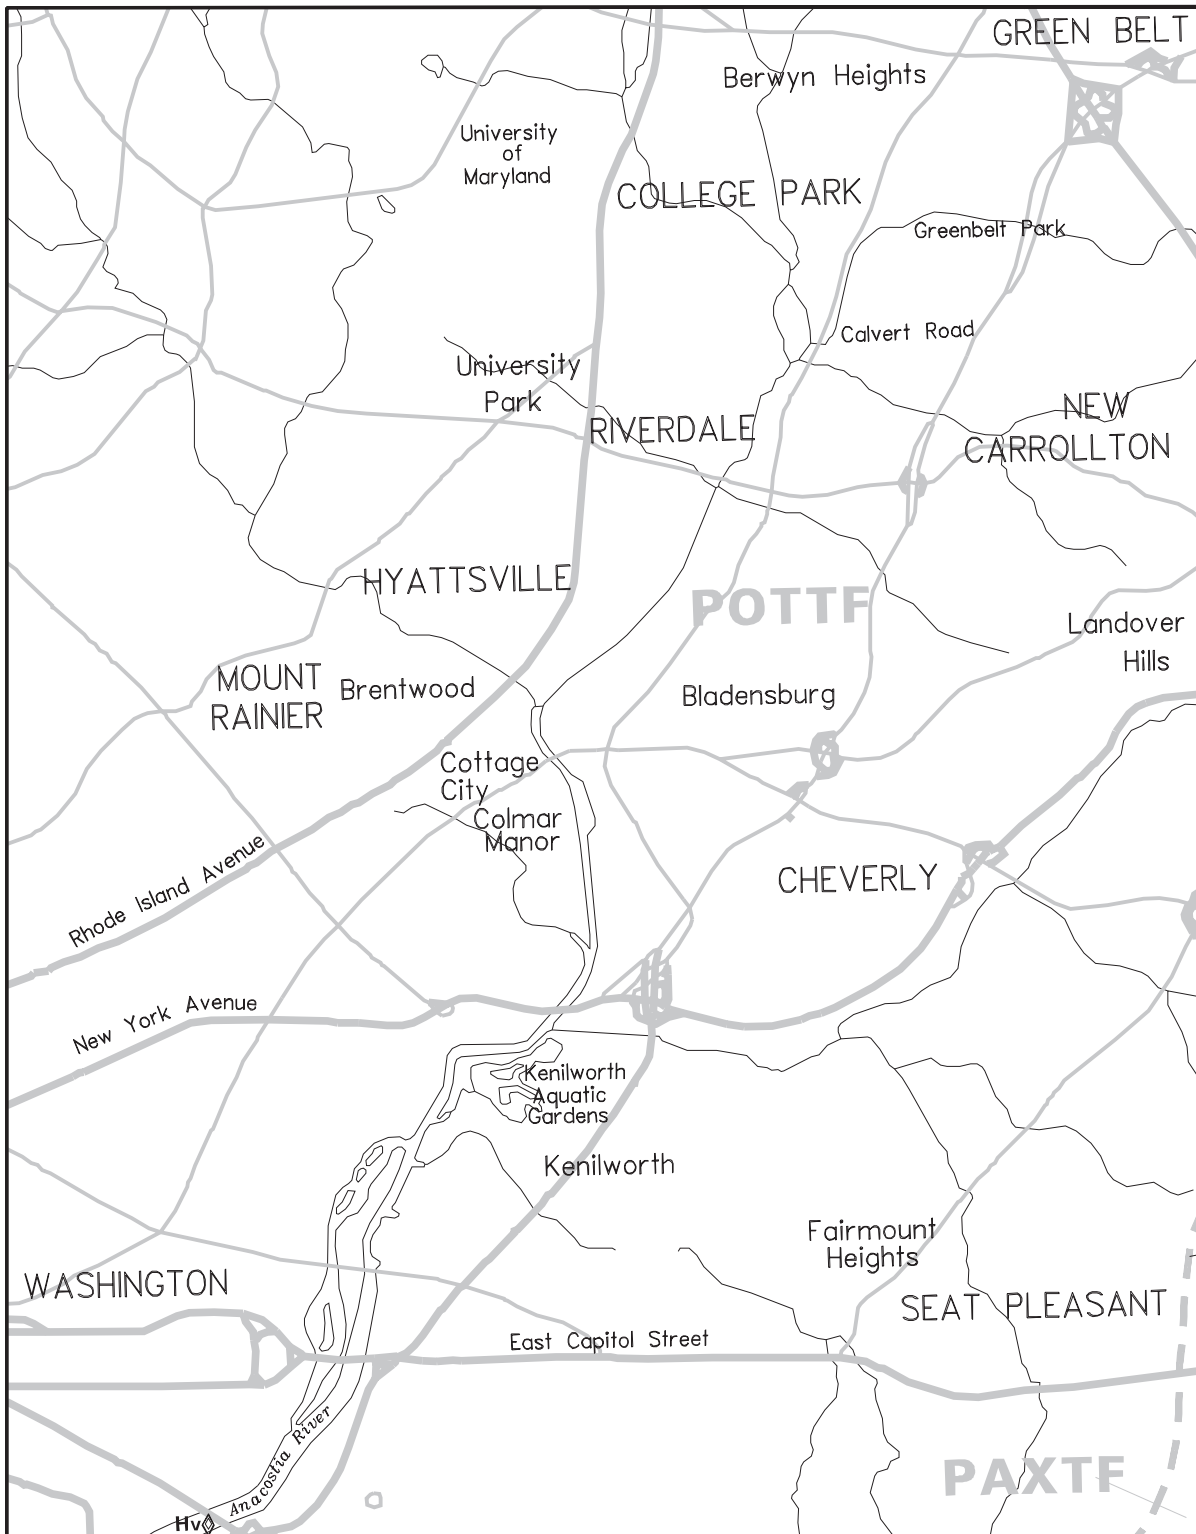 GREEN BELT
Berwyn Heights
University
of
Maryland
COLLEGE PARK
Greenbelt Park
Calvert Road
University
Park
RIVERDALE
NEW
CARROLLTON
HYATTSVILLE
POTTF
Landover
Hills
MOUNT
RAINIER
Brentwood
Bladensburg
Cottage
City
Colmar
Manor
Rhode Island Avenue
CHEVERLY
New York Avenue
Kenilworth
Aquatic
Gardens
Kenilworth
Fairmount
Heights
WASHINGTON
SEAT PLEASANT
East Capitol Street
Anacostia River
PAXTF
Hv